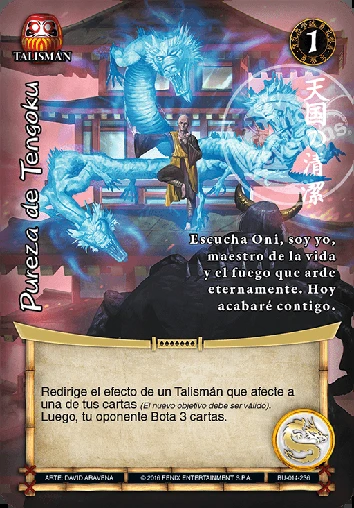 TALISMÁN
1
Pureza de Tengoku
天国の清潔
Escucha Oni, soy yo,
maestro de la vida
y el fuego que arde
eternamente. Hoy
acabaré contigo.
Redirige el efecto de un Talismán que afecte a
una de tus cartas (El nuevo objetivo debe ser válido).
Luego, tu oponente Bota 3 cartas.
ARTE: DAVID ARAVENA
© 2016 FENIX ENTERTAINMENT S.P.A.